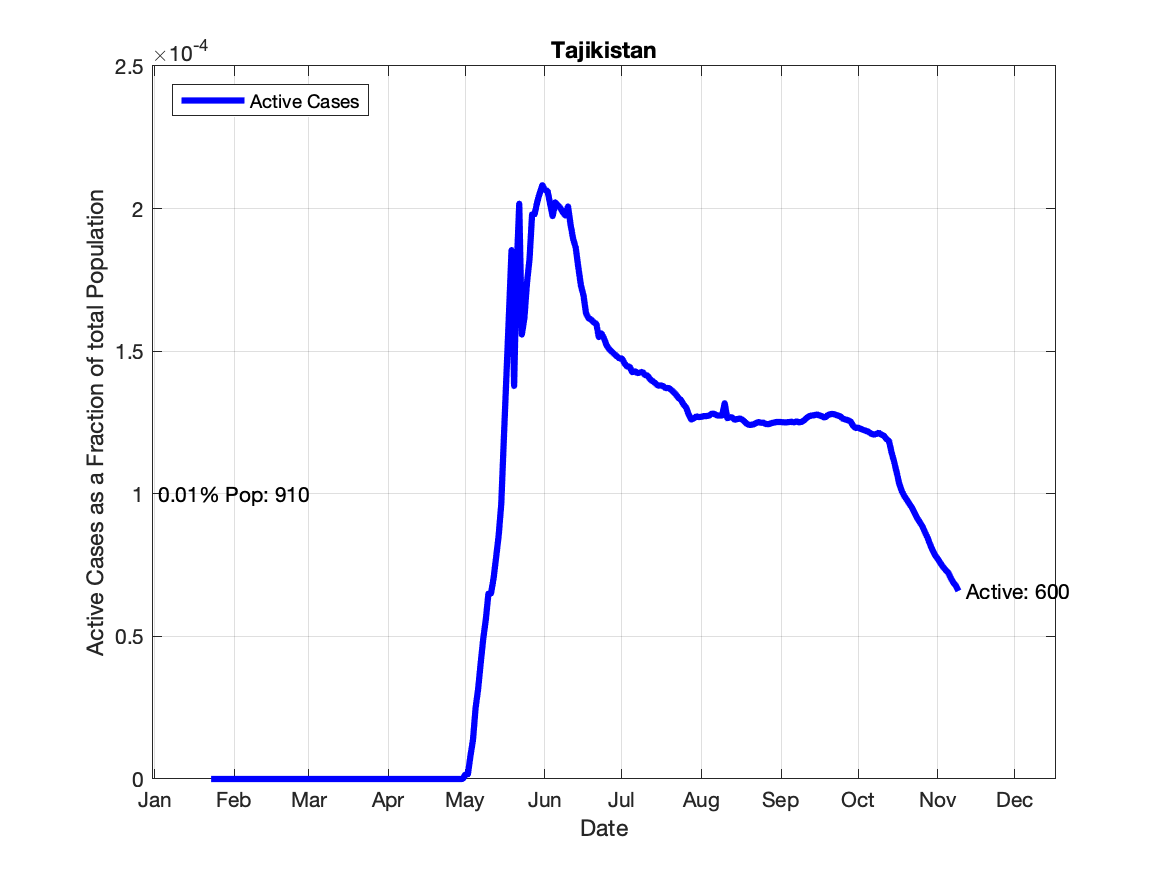 Tajikistan
×10-4
2.5
2
1.5
1
0.5
0
Active Cases
0.01% Pop: 910
Active: 600
Active Cases as a Fraction of total Population
Jan Feb Mar Apr May Jun Jul Aug Sep Oct Nov Dec
Date